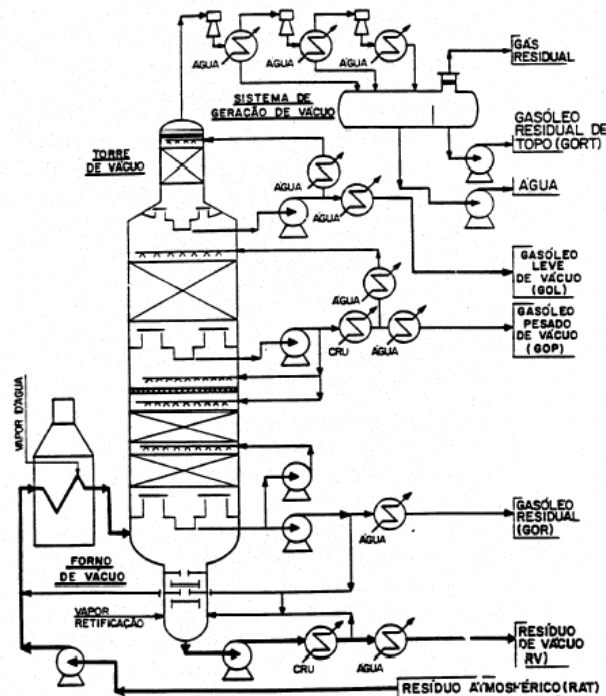 GÁS
RESIDUAL
ÁGUA
ÁGUA
ÁGUA
SISTEMA DE
GERAÇÃO DE VÁCUO
GASÓLEO
RESIDUAL DE
TOPO (GORT)
TORRE
DE VÁCUO
ÁGUA
ÁGUA
ÁGUA
GASÓLEO
LEVE
DE VÁCUO
(GOL)
ÁGUA
GASÓLEO
PESADO
DE VÁCUO
(GOP)
CRU
ÁGUA
VAPOR D'ÁGUA
GASÓLEO
RESIDUAL
(GOR)
ÁGUA
FORNO
DE VÁCUO
VAPOR
RETIFICAÇÃO
RESÍDUO
DE VÁCUO
RV)
CRU
ÁGUA
RESÍDUO ATMOSFÉRICO (RAT)